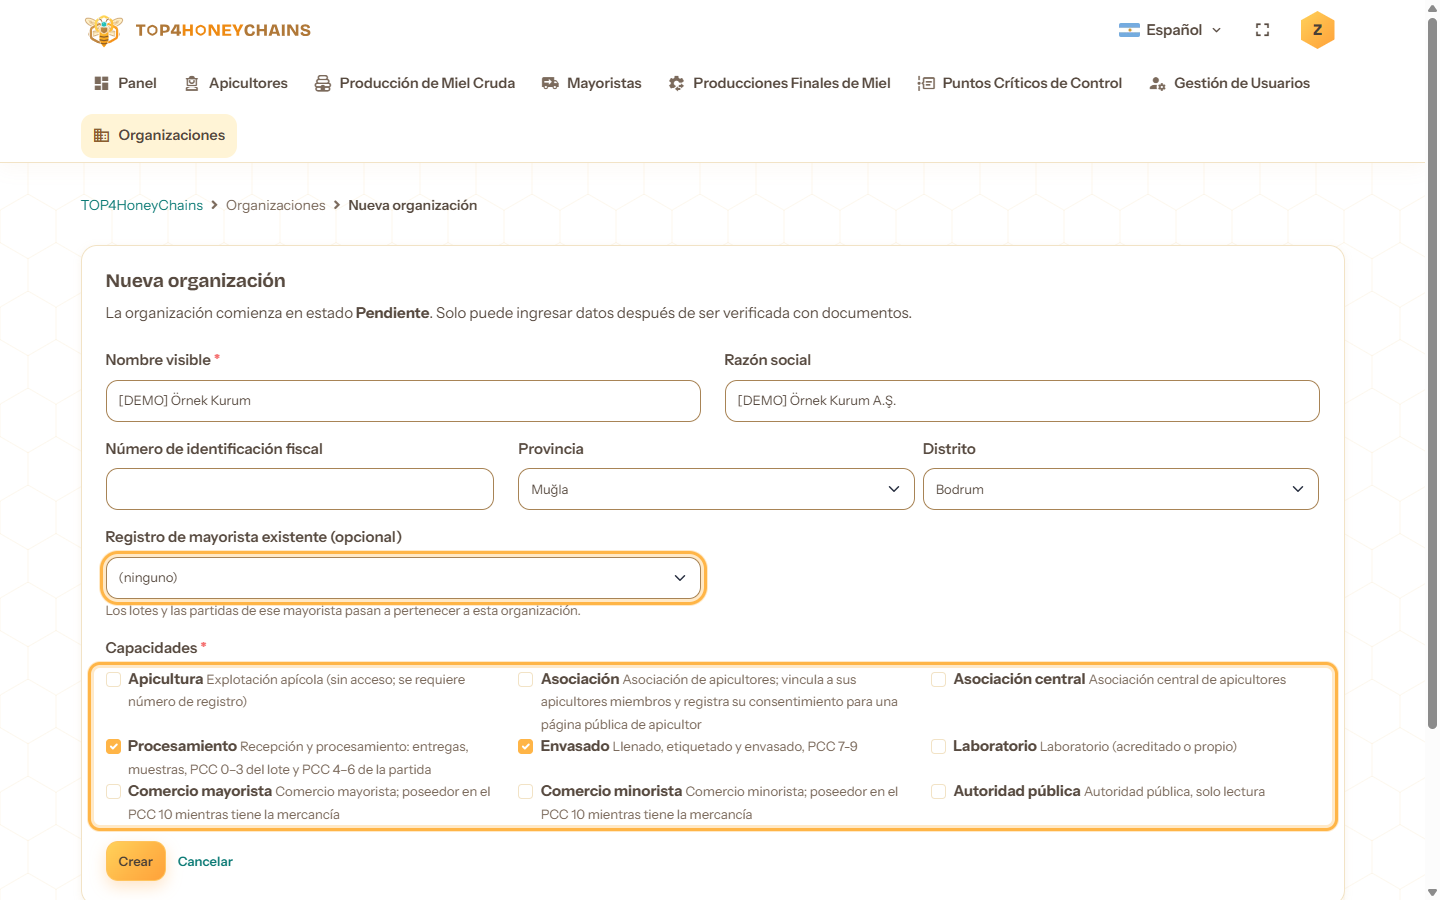 TOP4HONEYCHAINS
Español
Z
Panel
Apicultores
Producción de Miel Cruda
Mayoristas
Producciones Finales de Miel
Puntos Críticos de Control
Gestión de Usuarios
Organizaciones
TOP4HoneyChains > Organizaciones > Nueva organización
Nueva organización
La organización comienza en estado Pendiente. Solo puede ingresar datos después de ser verificada con documentos.
Nombre visible *
Razón social
[DEMO] Örnek Kurum
[DEMO] Örnek Kurum A.Ş.
Número de identificación fiscal
Provincia
Distrito
Muğla
Bodrum
Registro de mayorista existente (opcional)
(ninguno)
Los lotes y las partidas de ese mayorista pasan a pertenecer a esta organización.
Capacidades *
Apicultura Explotación apícola (sin acceso; se requiere
número de registro)
Asociación Asociación de apicultores; vincula a sus
apicultores miembros y registra su consentimiento para una
página pública de apicultor
Asociación central Asociación central de apicultores
Procesamiento Recepción y procesamiento: entregas,
muestras, PCC 0–3 del lote y PCC 4–6 de la partida
Envasado Llenado, etiquetado y envasado, PCC 7–9
Laboratorio Laboratorio (acreditado o propio)
Comercio mayorista Comercio mayorista; poseedor en el
PCC 10 mientras tiene la mercancía
Comercio minorista Comercio minorista; poseedor en el
PCC 10 mientras tiene la mercancía
Autoridad pública Autoridad pública, solo lectura
Crear
Cancelar